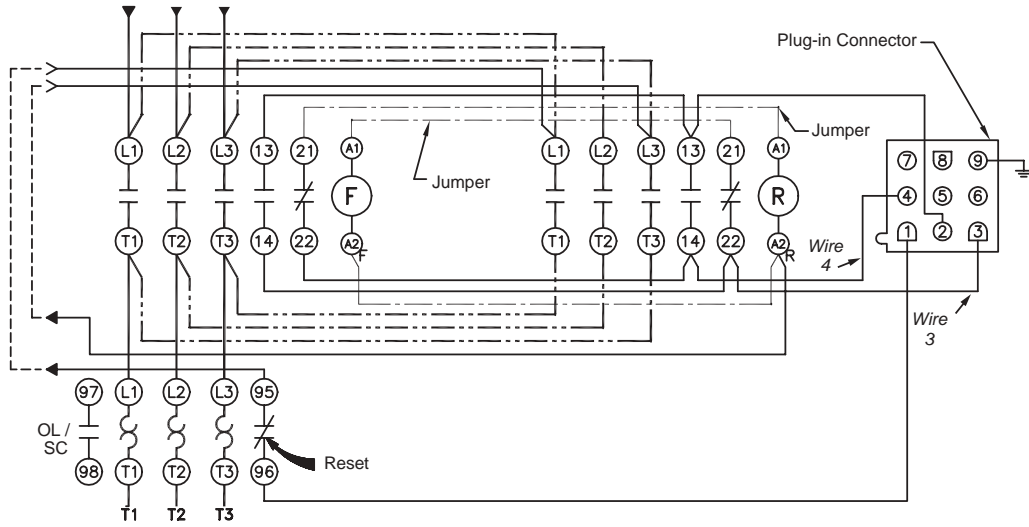 Plug-in Connector
Jumper
L1 L2 L3 13 21 A1 L1 L2 L3 13 21 A1
7 8 9
Jumper
F R
4 5 6
T1 T2 T3 14 22 A2 F T1 T2 T3 14 22 A2 R
1 2 3
Wire
4
Wire
3
97 L1 L2 L3 95
OL /
SC
98 T1 T2 T3 96
Reset
T1 T2 T3